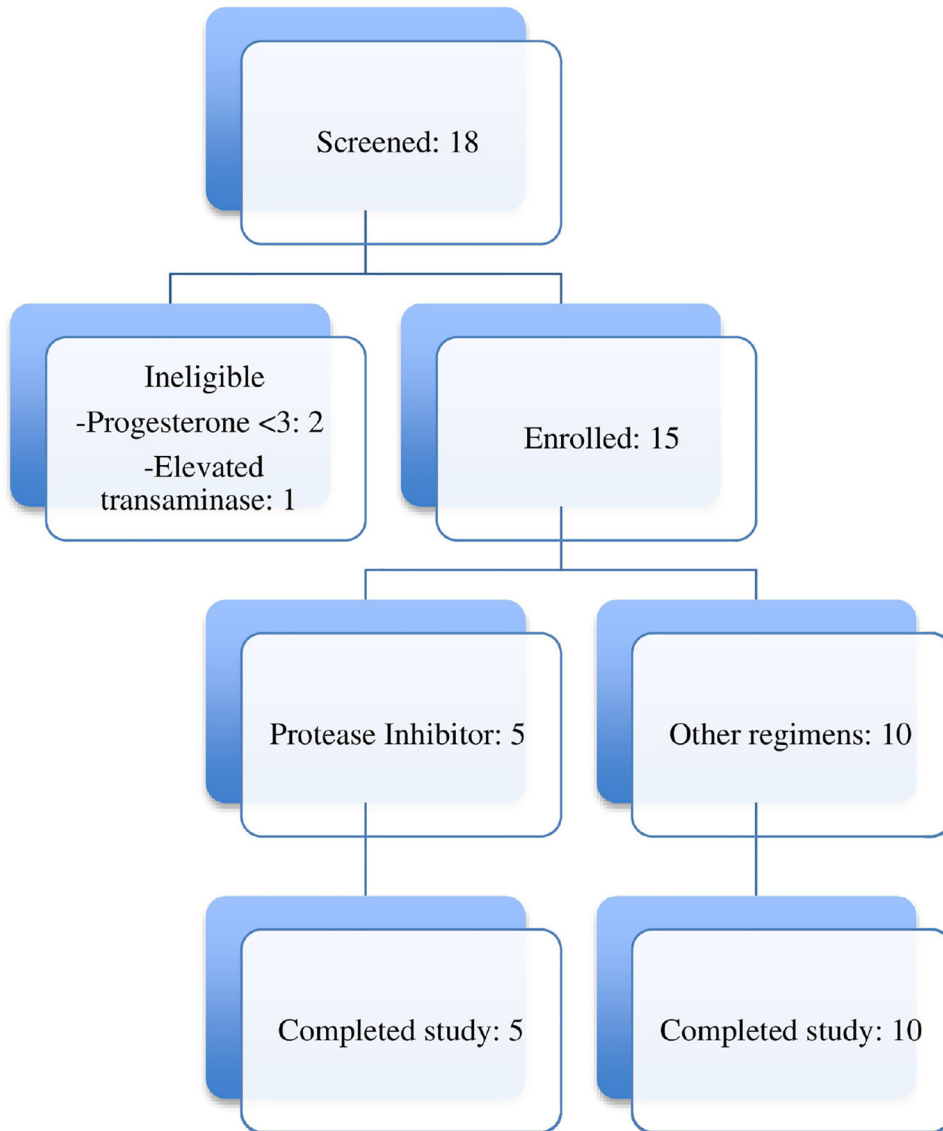 Screened: 18
Ineligible
-Progesterone <3: 2
-Elevated
transaminase: 1
Enrolled: 15
Protease Inhibitor: 5
Other regimens: 10
Completed study: 5
Completed study: 10